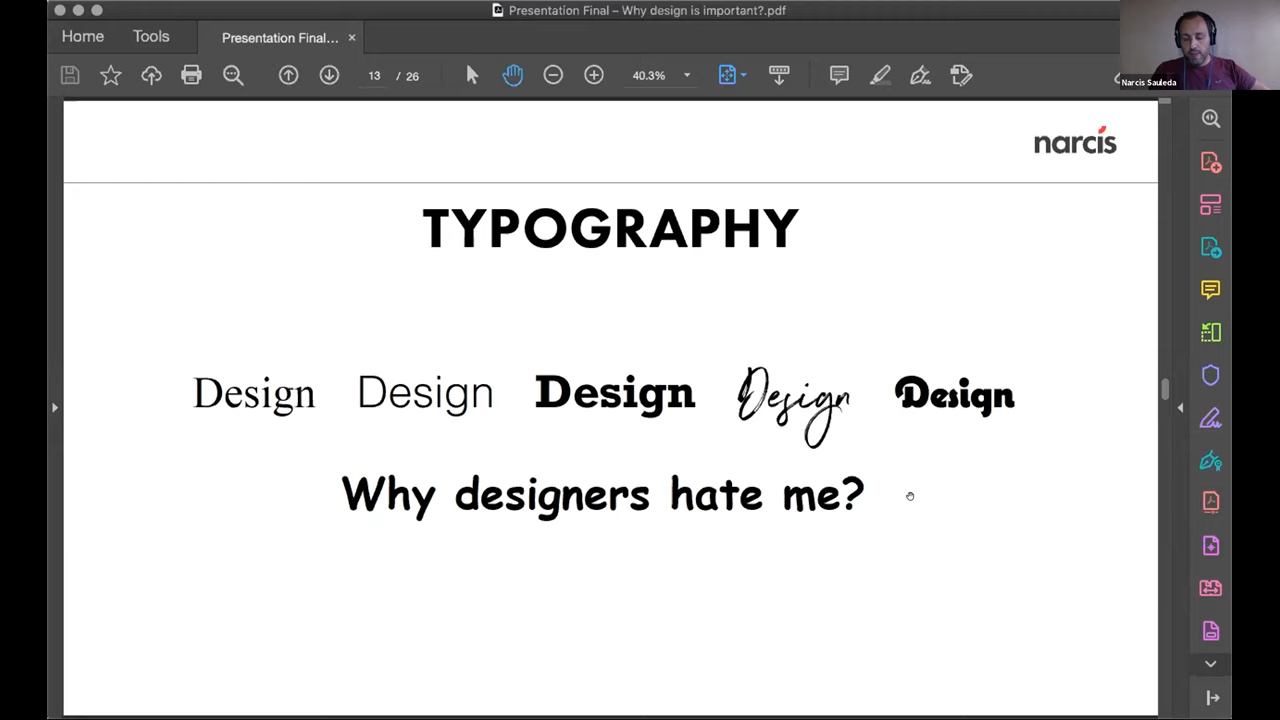 Presentation Final – Why design is important?.pdf
Home Tools Presentation Final... ×
13 / 26 40.3%
Narcis Sauleda
narcis
TYPOGRAPHY
Design Design Design Design Design
Why designers hate me?